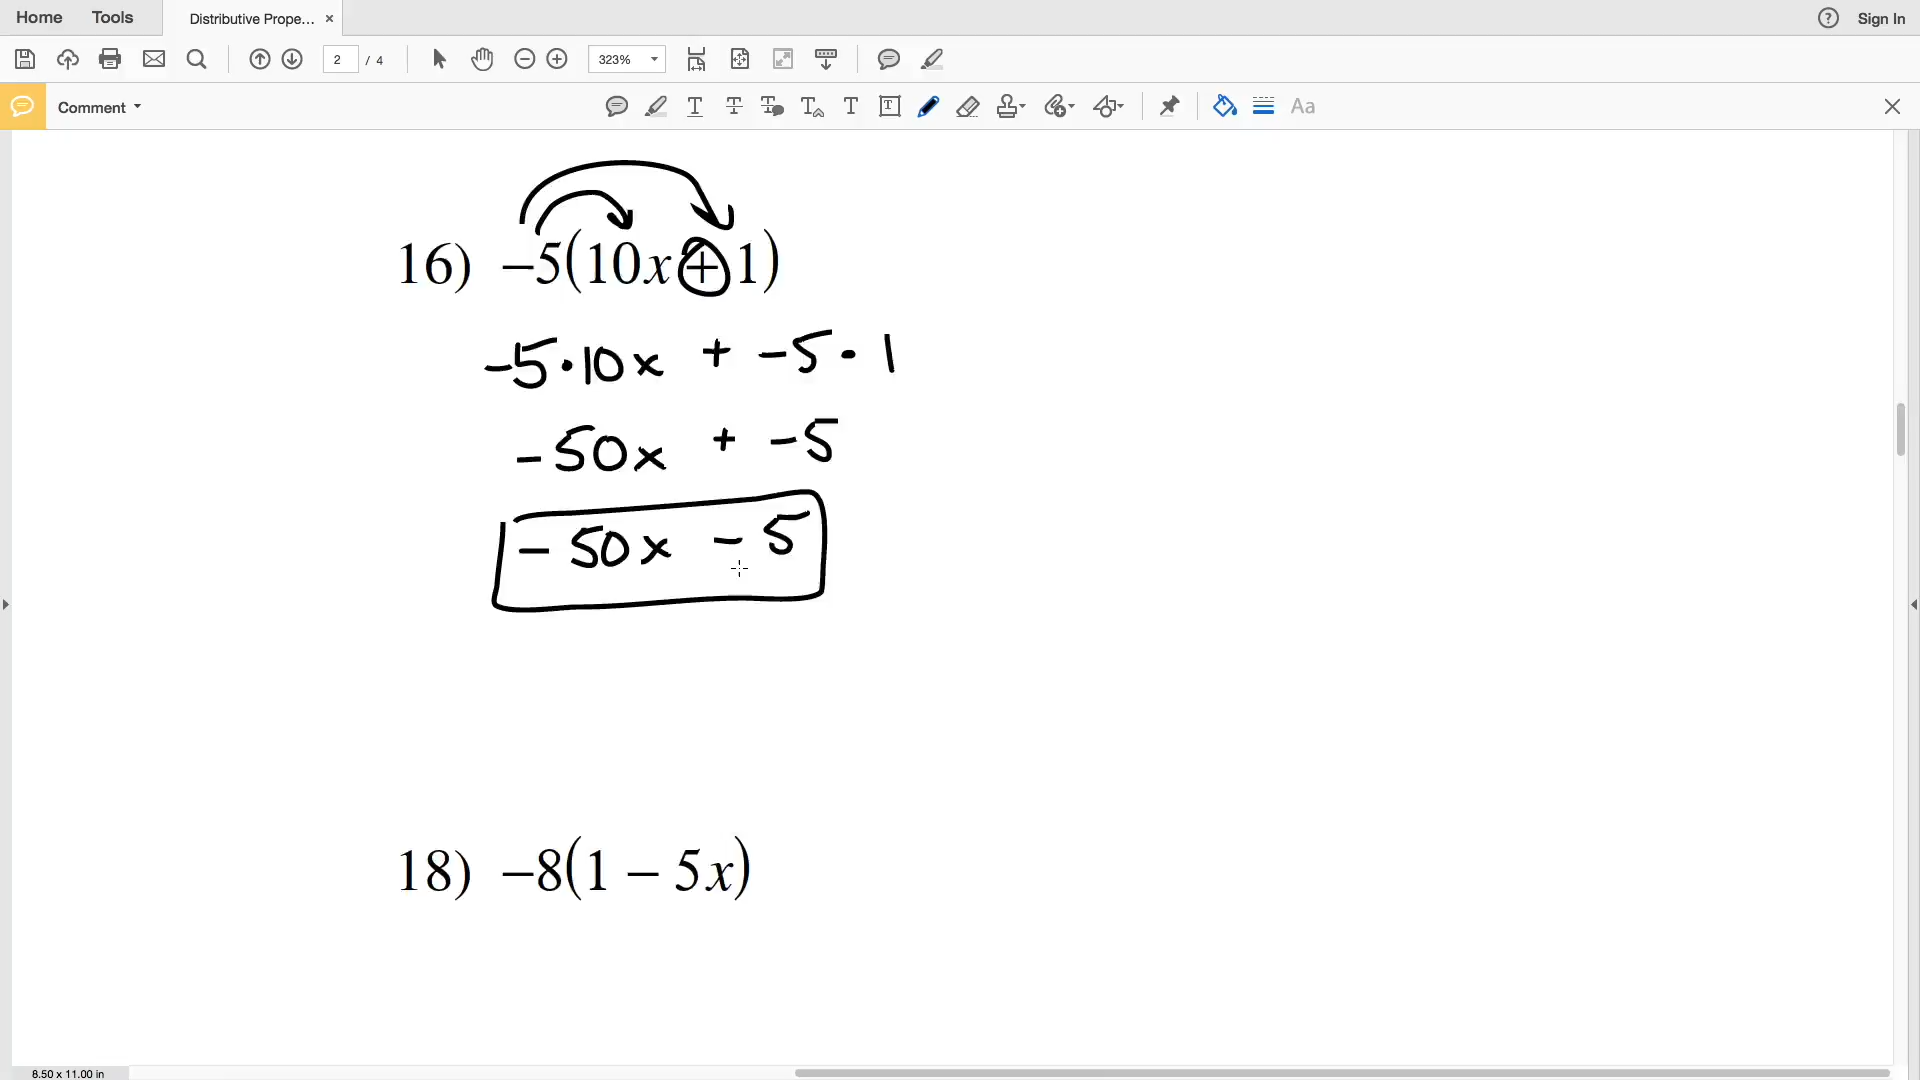 Home Tools Distributive Prope... × Sign In
2 / 4 323%
Comment
Aa
16) −5(10x + 1)
-5·10x + -5·1
-50x + -5
-50x - 5
18) −8(1 − 5x)
8.50 x 11.00 in